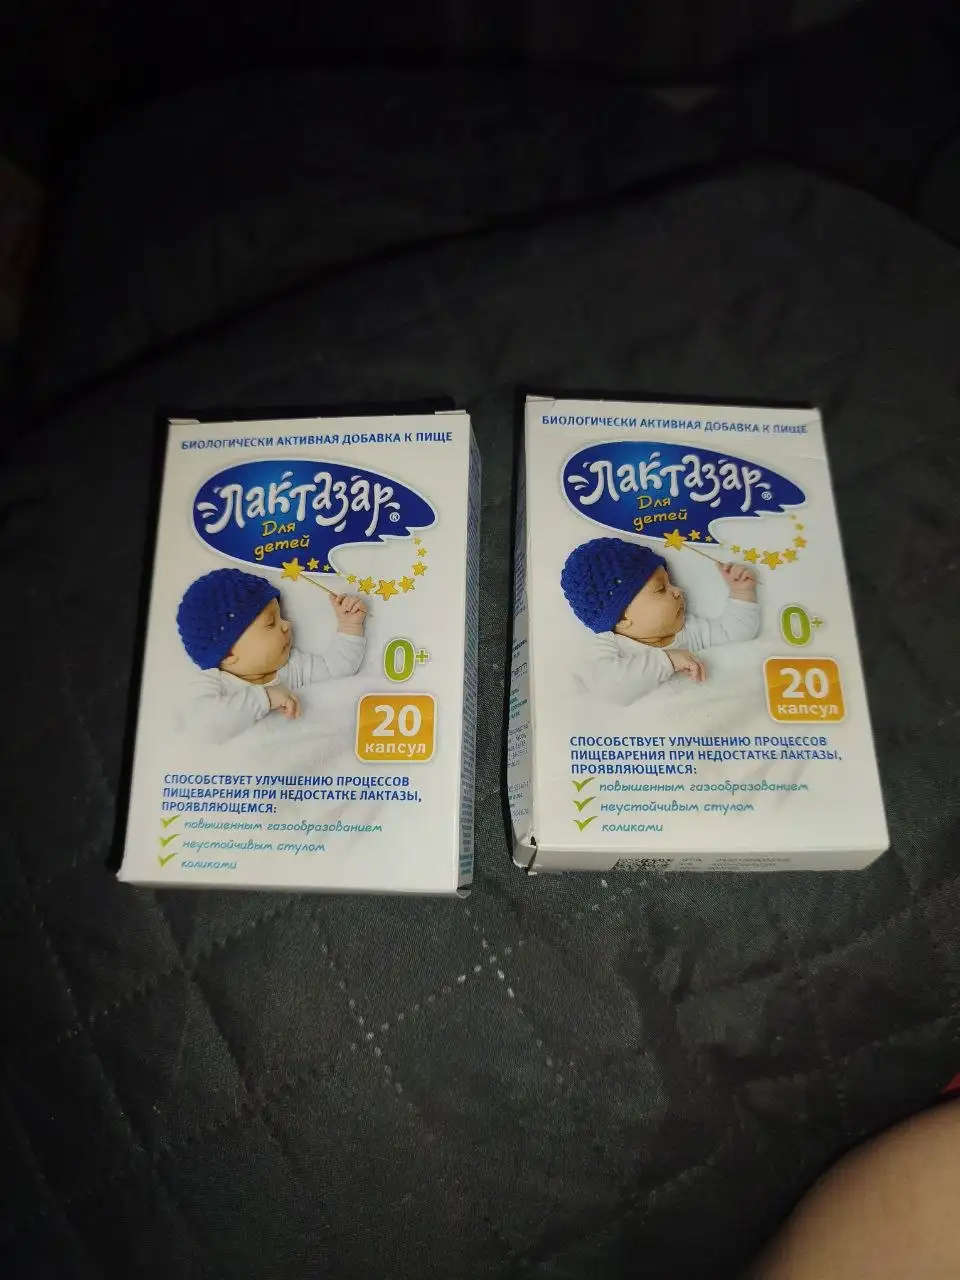 БИОЛОГИЧЕСКИ АКТИВНАЯ ДОБАВКА К ПИЩЕ
Лактазар®
Для
детей
0+
20
капсул
СПОСОБСТВУЕТ УЛУЧШЕНИЮ ПРОЦЕССОВ
ПИЩЕВАРЕНИЯ ПРИ НЕДОСТАТКЕ ЛАКТАЗЫ,
ПРОЯВЛЯЮЩЕМСЯ:
повышенным газообразованием
неустойчивым стулом
коликами
БИОЛОГИЧЕСКИ АКТИВНАЯ ДОБАВКА К ПИЩЕ
Лактазар®
Для
детей
0+
20
капсул
СПОСОБСТВУЕТ УЛУЧШЕНИЮ ПРОЦЕССОВ
ПИЩЕВАРЕНИЯ ПРИ НЕДОСТАТКЕ ЛАКТАЗЫ,
ПРОЯВЛЯЮЩЕМСЯ:
повышенным газообразованием
неустойчивым стулом
коликами